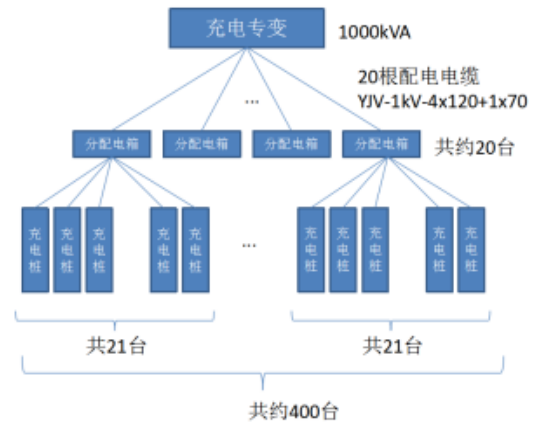 充电专变
1000kVA
20根配电电缆
YJV-1kV-4x120+1x70
...
分配电箱
分配电箱
分配电箱
分配电箱
共约20台
充电桩
充电桩
充电桩
充电桩
充电桩
...
充电桩
充电桩
充电桩
充电桩
充电桩
共21台
共21台
共约400台